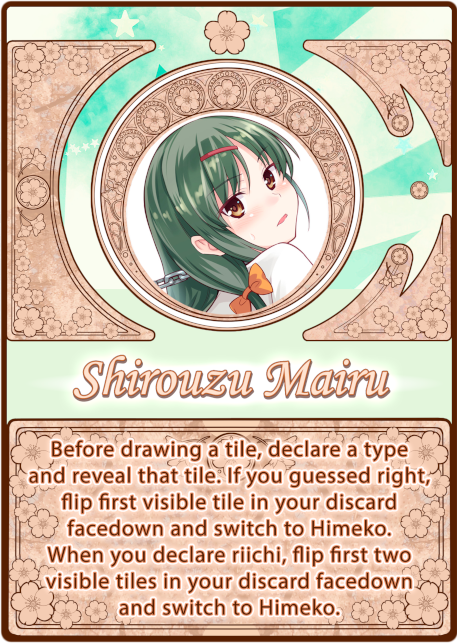 Shirouzu Mairu
Before drawing a tile, declare a type
and reveal that tile. If you guessed right,
flip first visible tile in your discard
facedown and switch to Himeko.
When you declare riichi, flip first two
visible tiles in your discard facedown
and switch to Himeko.